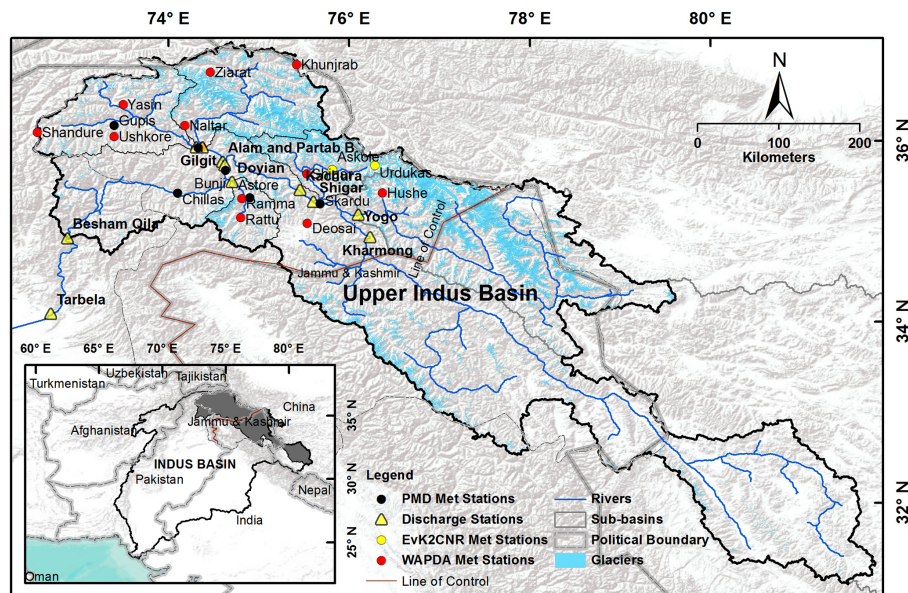 74° E 76° E 78° E 80° E
N
0 100 200
Kilometers
36° N
34° N
32° N
Khunjrab
Ziarat
Yasin
Gupis
Shandure
Ushkore
Naltar
Alam and Partab B.
Gilgit
Askole
Doyian
Kachura
Urdukas
Bunji
Astore
Shigar
Hushe
Chillas
Ramma
Skardu
Rattu
Deosai
Yogo
Besham Qila
Kharmong
Line of Control
Jammu & Kashmir
Upper Indus Basin
Tarbela
60° E 65° E 70° E 75° E 80° E
Uzbekistan
Turkmenistan
Tajikistan
China
Jammu & Kashmir
Afghanistan
INDUS BASIN
Pakistan
Nepal
India
Oman
35° N
30° N
25° N
Legend
PMD Met Stations
Discharge Stations
EvK2CNR Met Stations
WAPDA Met Stations
Line of Control
Rivers
Sub-basins
Political Boundary
Glaciers